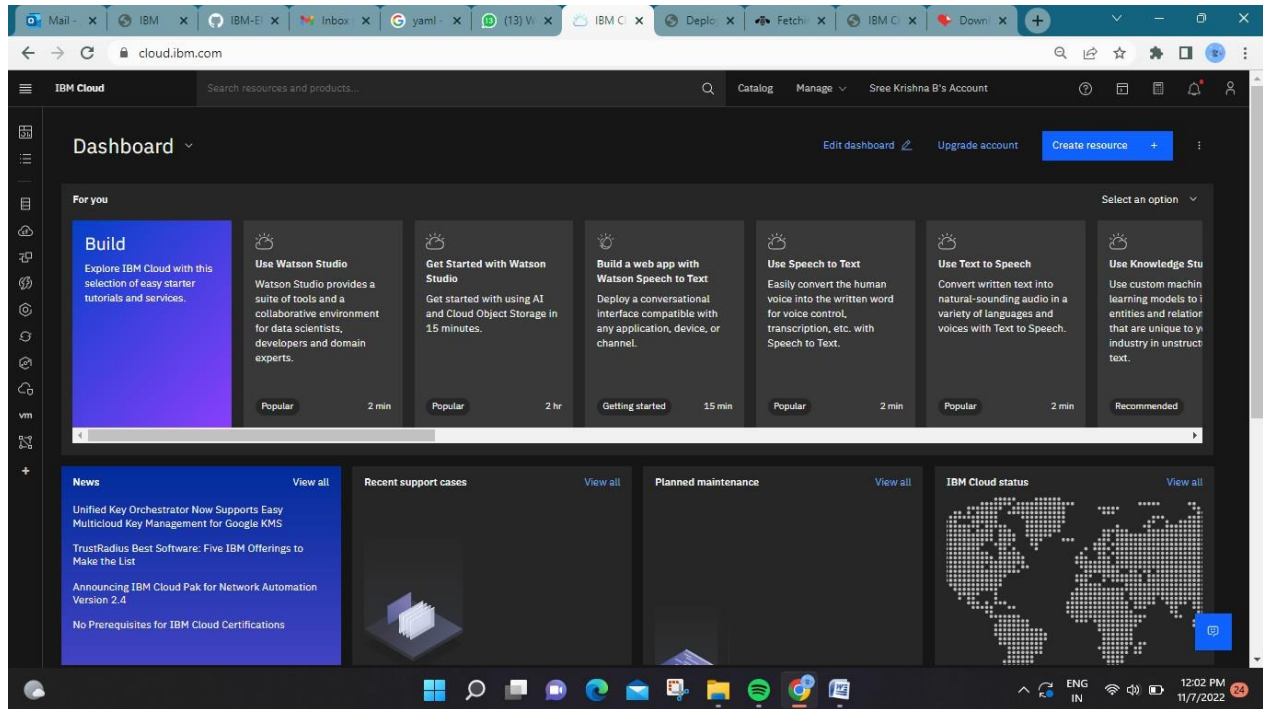 Mail -
IBM
IBM-E
Inbox
yaml -
(13) W
IBM Cl
Deploy
Fetchi
IBM Cl
Down
cloud.ibm.com
IBM Cloud
Search resources and products...
Catalog
Manage
Sree Krishna B's Account
Dashboard
Edit dashboard
Upgrade account
Create resource +
For you
Select an option
Build
Explore IBM Cloud with this
selection of easy starter
tutorials and services.
Use Watson Studio
Watson Studio provides a
suite of tools and a
collaborative environment
for data scientists,
developers and domain
experts.
Popular
2 min
Get Started with Watson
Studio
Get started with using AI
and Cloud Object Storage in
15 minutes.
Popular
2 hr
Build a web app with
Watson Speech to Text
Deploy a conversational
interface compatible with
any application, device, or
channel.
Getting started
15 min
Use Speech to Text
Easily convert the human
voice into the written word
for voice control,
transcription, etc. with
Speech to Text.
Popular
2 min
Use Text to Speech
Convert written text into
natural-sounding audio in a
variety of languages and
voices with Text to Speech.
Popular
2 min
Use Knowledge Stu
Use custom machin
learning models to i
entities and relation
that are unique to y
industry in unstruct
text.
Recommended
vm
News
View all
Unified Key Orchestrator Now Supports Easy
Multicloud Key Management for Google KMS
TrustRadius Best Software: Five IBM Offerings to
Make the List
Announcing IBM Cloud Pak for Network Automation
Version 2.4
No Prerequisites for IBM Cloud Certifications
Recent support cases
View all
Planned maintenance
View all
IBM Cloud status
View all
ENG
IN
12:02 PM
11/7/2022
24